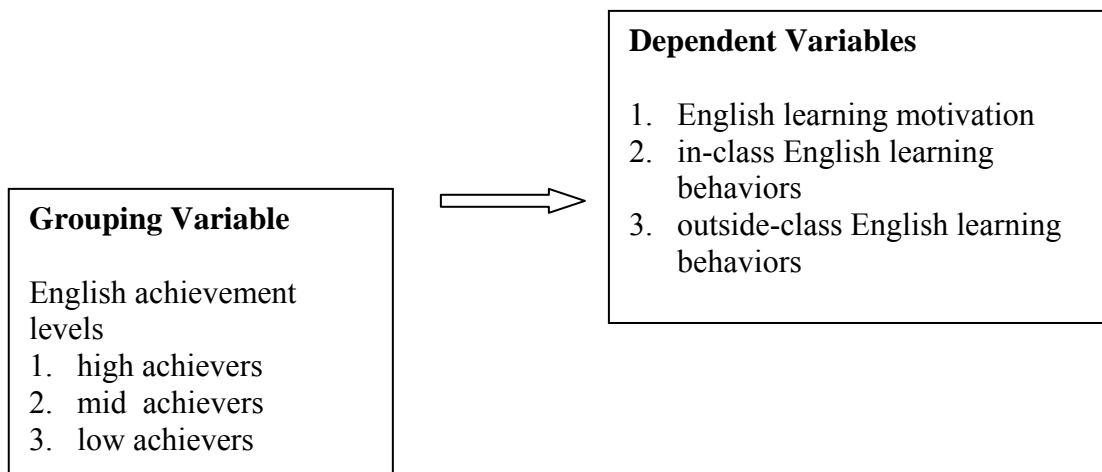 Dependent Variables
1. English learning motivation
2. in-class English learning
behaviors
3. outside-class English learning
behaviors
Grouping Variable
English achievement
levels
1. high achievers
2. mid achievers
3. low achievers